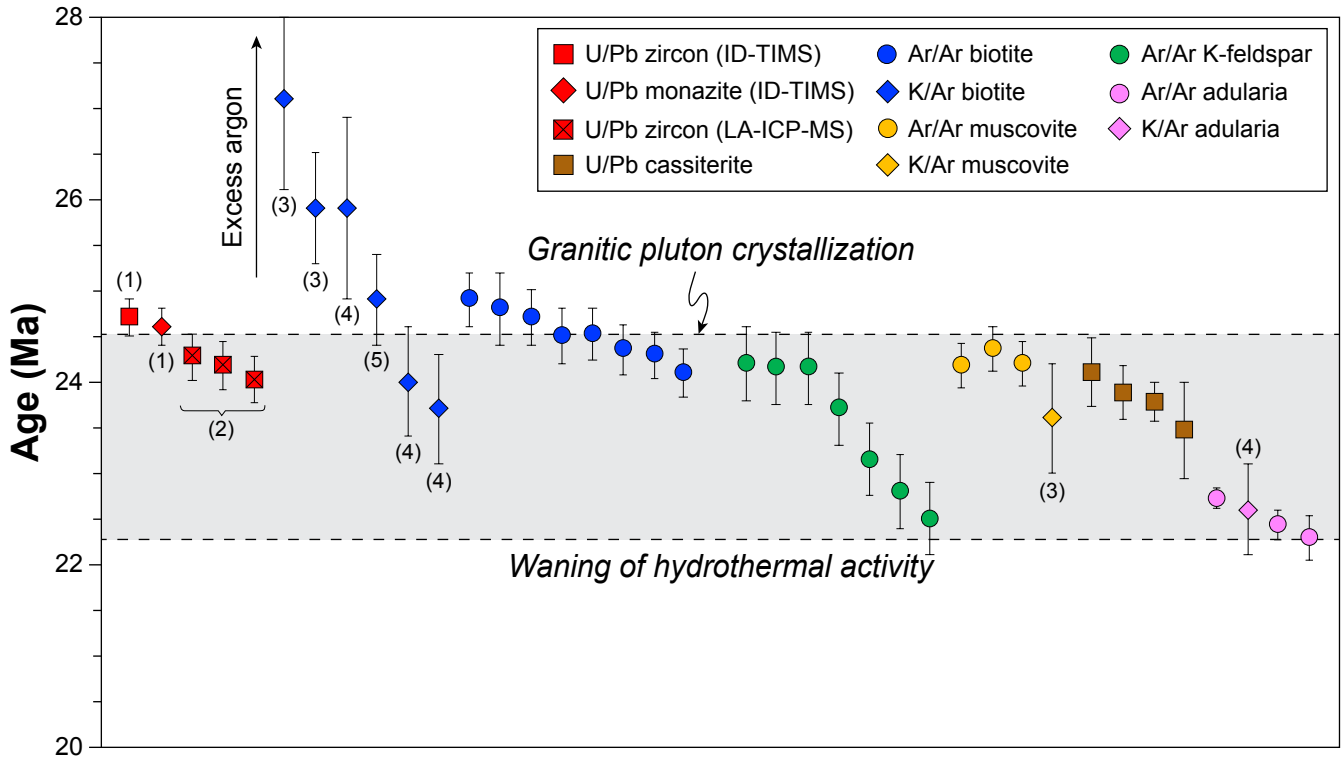 28
26
24
22
20
Age (Ma)
Excess argon
U/Pb zircon (ID-TIMS)
U/Pb monazite (ID-TIMS)
U/Pb zircon (LA-ICP-MS)
U/Pb cassiterite
Ar/Ar biotite
K/Ar biotite
Ar/Ar muscovite
K/Ar muscovite
Ar/Ar K-feldspar
Ar/Ar adularia
K/Ar adularia
Granitic pluton crystallization
(1)
(1)
(2)
(3)
(3)
(4)
(5)
(4)
(4)
(3)
(4)
Waning of hydrothermal activity